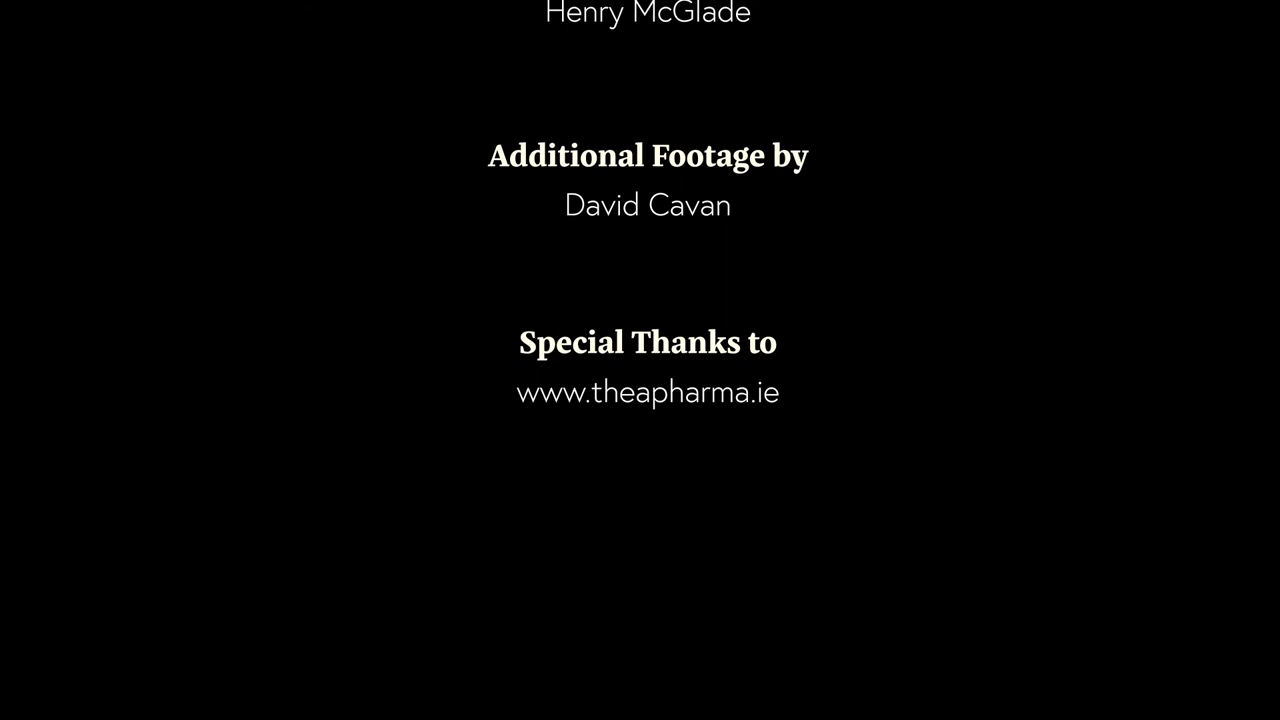 Henry McGlade
Additional Footage by
David Cavan
Special Thanks to
www.theapharma.ie